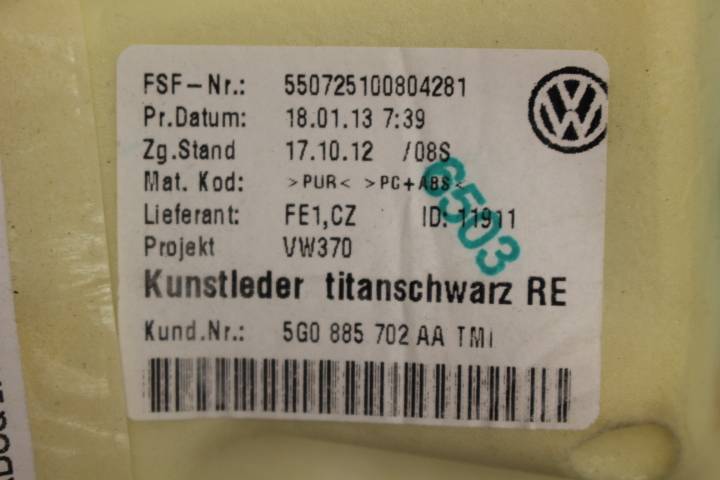 FSF-Nr.: 550725100804281
Pr.Datum: 18.01.13 7:39
Zg.Stand 17.10.12 /08S
Mat. Kod: >PUR< >PC+ABS<
Lieferant: FE1,CZ ID: 11911
Projekt VW370
Kunstleder titanschwarz RE
Kund.Nr.: 5G0 885 702 AA TMI
6503